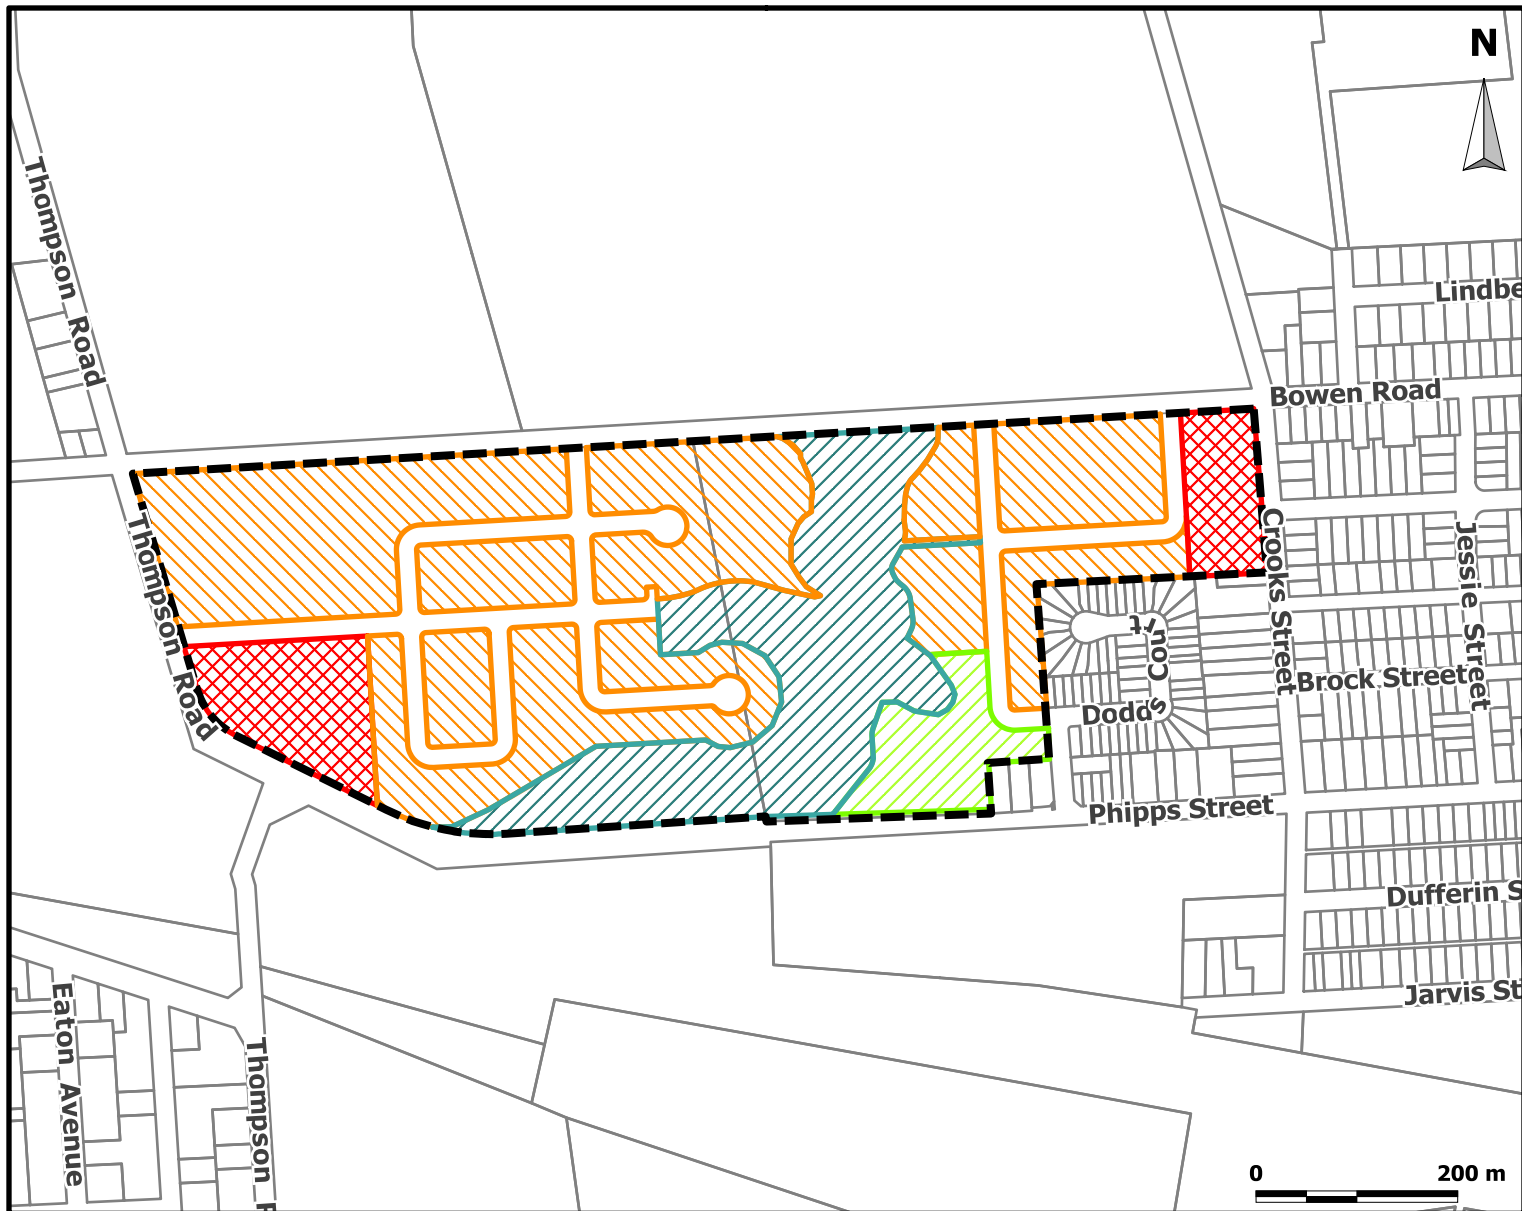 N
Thompson Road
Lindbe
Bowen Road
Thompson Road
Crooks Street
Jessie Street
Dodds Court
Brock Street
Phipps Street
Dufferin S
Jarvis St
Eaton Avenue
Thompson R
0 200 m